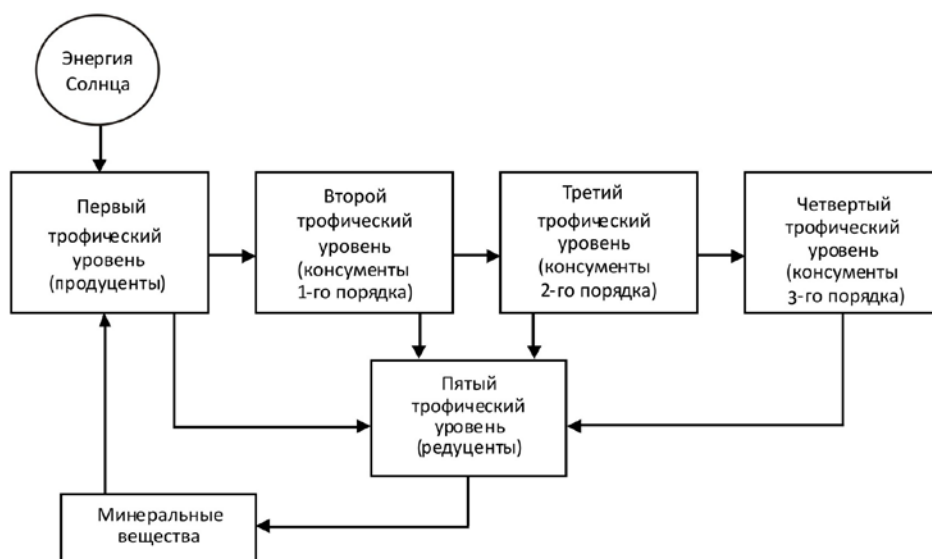 Энергия
Солнца
Первый
трофический
уровень
(продуценты)
Второй
трофический
уровень
(консументы
1-го порядка)
Третий
трофический
уровень
(консументы
2-го порядка)
Четвертый
трофический
уровень
(консументы
3-го порядка)
Пятый
трофический
уровень
(редуценты)
Минеральные
вещества